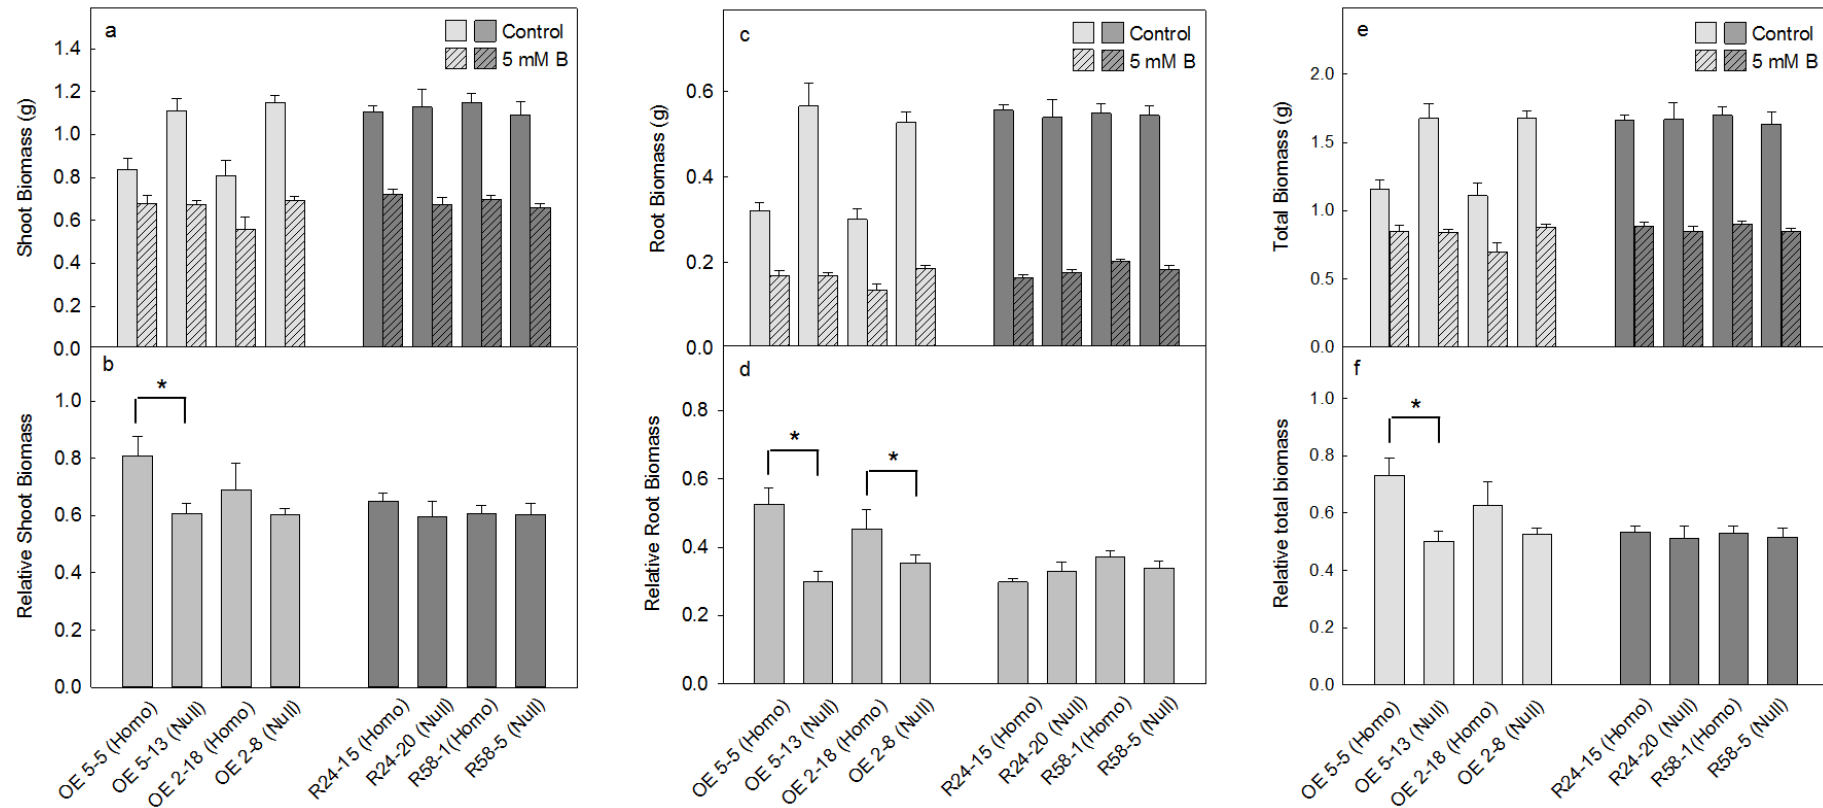 a
Control
5 mM B
Shoot Biomass (g)
1.4
1.2
1.0
0.8
0.6
0.4
0.2
0.0
b
*
Relative Shoot Biomass
1.0
0.8
0.6
0.4
0.2
0.0
OE 5-5 (Homo)
OE 5-13 (Null)
OE 2-18 (Homo)
OE 2-8 (Null)
R24-15 (Homo)
R24-20 (Null)
R58-1(Homo)
R58-5 (Null)
c
Control
5 mM B
Root Biomass (g)
0.6
0.4
0.2
0.0
d
*
*
Relative Root Biomass
0.8
0.6
0.4
0.2
0.0
OE 5-5 (Homo)
OE 5-13 (Null)
OE 2-18 (Homo)
OE 2-8 (Null)
R24-15 (Homo)
R24-20 (Null)
R58-1(Homo)
R58-5 (Null)
e
Control
5 mM B
Total Biomass (g)
2.0
1.5
1.0
0.5
0.0
f
*
Relative total biomass
1.0
0.8
0.6
0.4
0.2
0.0
OE 5-5 (Homo)
OE 5-13 (Null)
OE 2-18 (Homo)
OE 2-8 (Null)
R24-15 (Homo)
R24-20 (Null)
R58-1 (Homo)
R58-5 (Null)